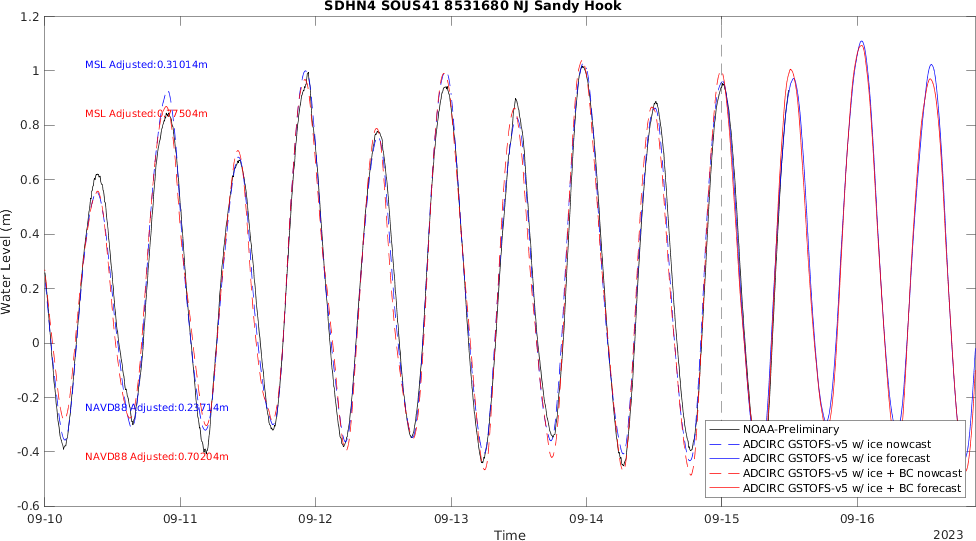 SDHN4 SOUS41 8531680 NJ Sandy Hook
1.2
1
0.8
0.6
0.4
0.2
0
-0.2
-0.4
-0.6
Water Level (m)
MSL Adjusted:0.31014m
MSL Adjusted:0.77504m
NAVD88 Adjusted:0.23714m
NAVD88 Adjusted:0.70204m
NOAA-Preliminary
ADCIRC GSTOFS-v5 w/ ice nowcast
ADCIRC GSTOFS-v5 w/ ice forecast
ADCIRC GSTOFS-v5 w/ ice + BC nowcast
ADCIRC GSTOFS-v5 w/ ice + BC forecast
09-10 09-11 09-12 09-13 09-14 09-15 09-16
Time
2023